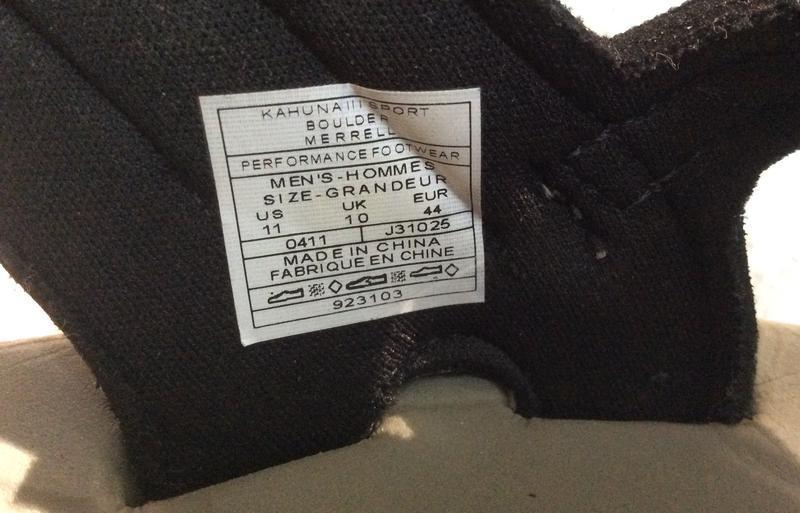 KAHUNA III SPORT
BOULDER
MERRELL
PERFORMANCE FOOTWEAR
MEN'S-HOMMES
SIZE-GRANDEUR
US UK EUR
11 10 44
0411 J31025
MADE IN CHINA
FABRIQUE EN CHINE
923103